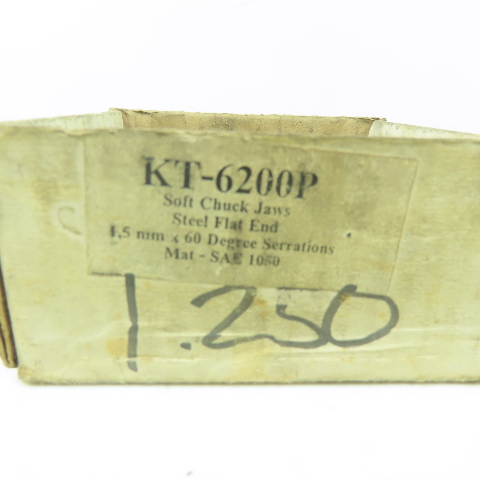 KT-6200P
Soft Chuck Jaws
Steel Flat End
1.5 mm x 60 Degree Serrations
Mat - SAE 1050
1.250